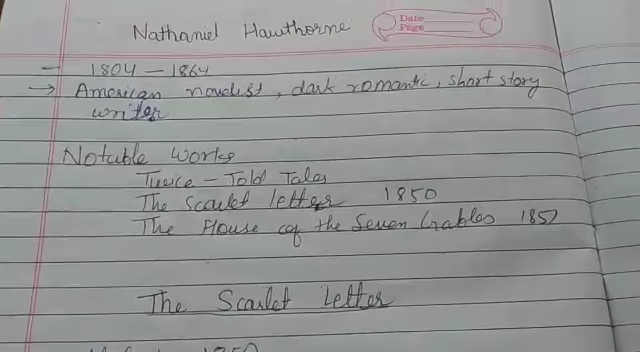 Nathaniel Hawthorne
Date
Page
- 1804 - 1864
→ American novelist, dark romantic, short story
writer
Notable works
Twice - Told Tales
The Scarlet letter 1850
The House of the Seven Gables 1851
The Scarlet Letter
1850